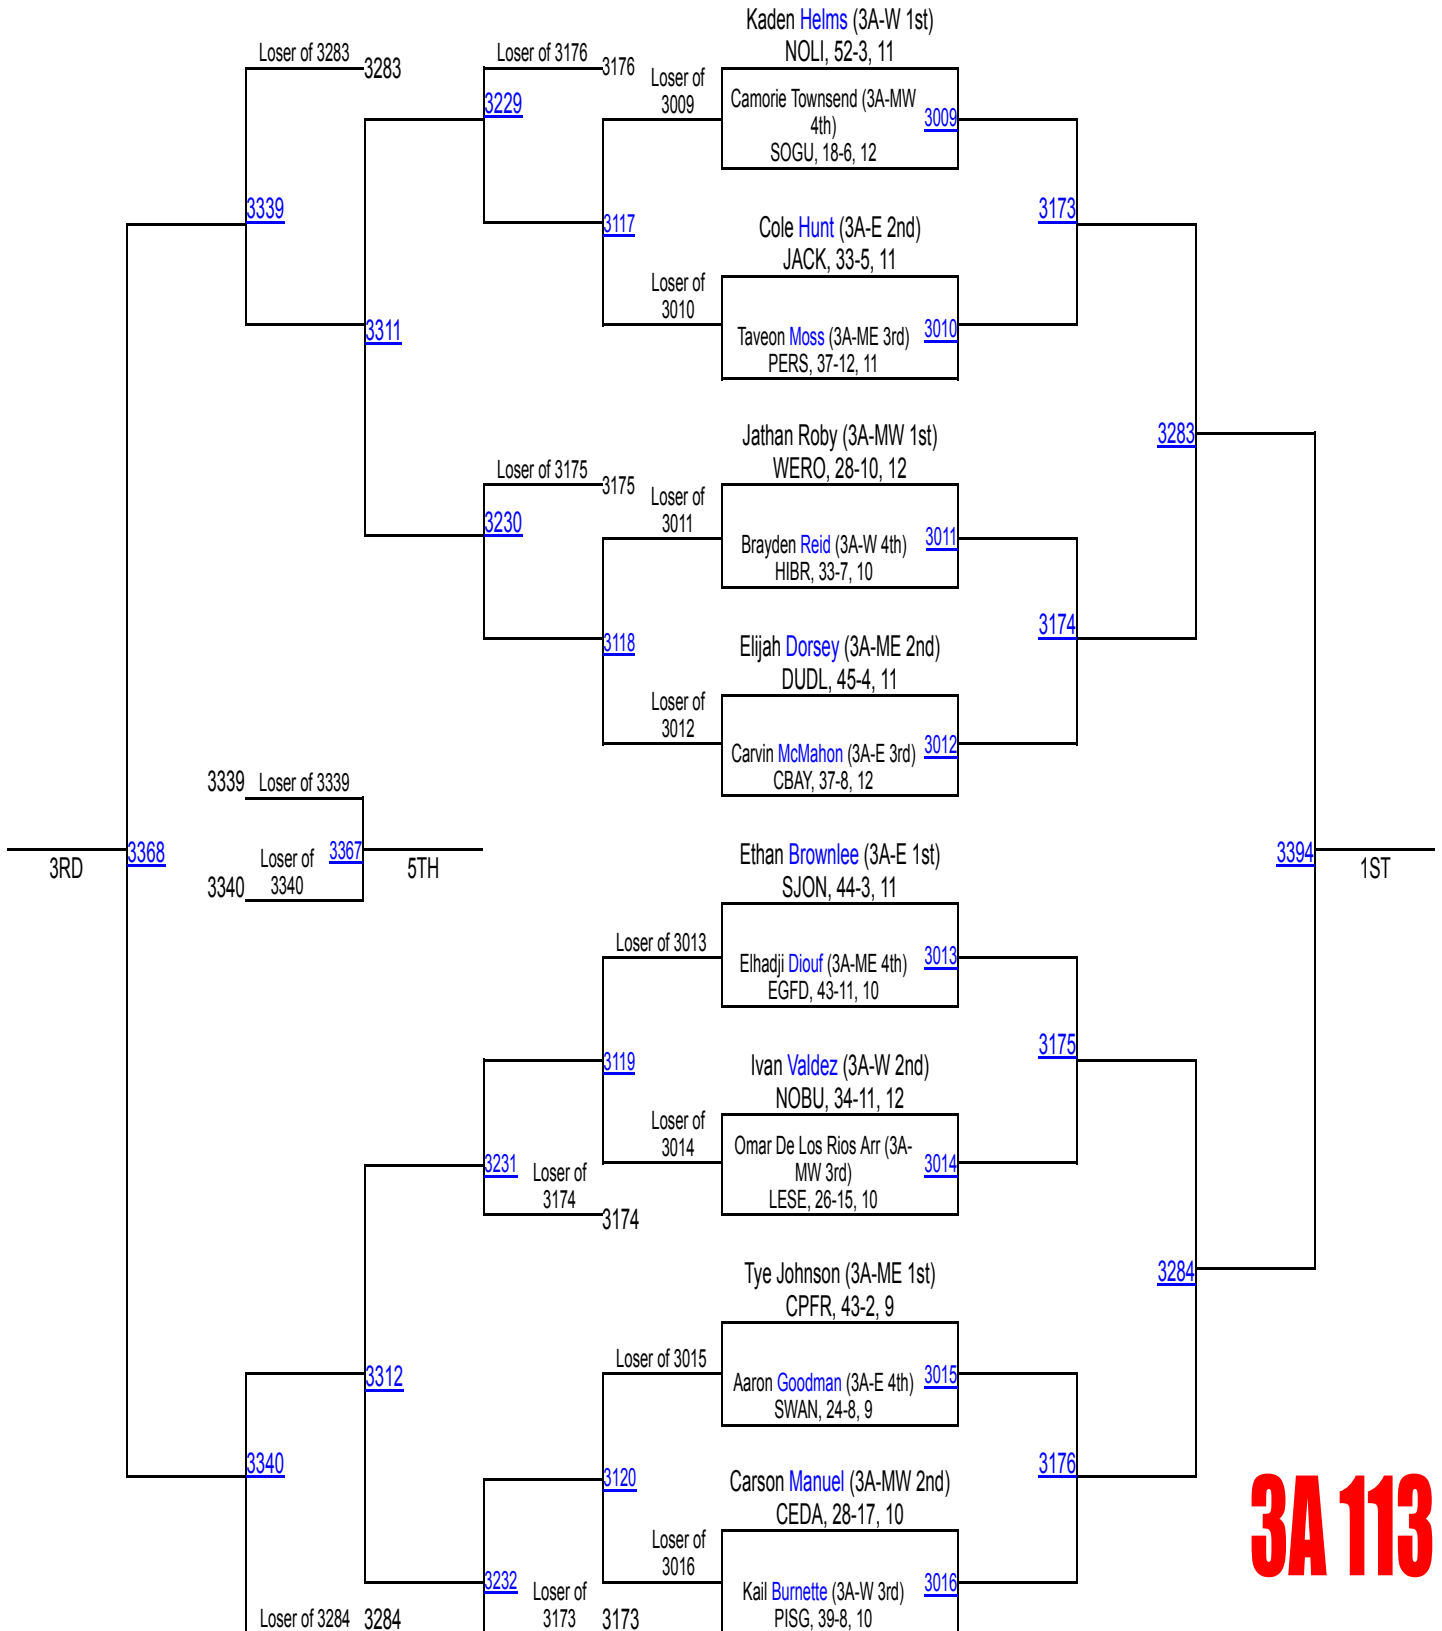 Kaden Helms (3A-W 1st)
NOLI, 52-3, 11
Loser of 3283
3283
Loser of 3176
3176
Loser of
3009
Camorie Townsend (3A-MW
4th)
SOGU, 18-6, 12
3009
3229
3339
3117
3173
Cole Hunt (3A-E 2nd)
JACK, 33-5, 11
Loser of
3010
Taveon Moss (3A-ME 3rd)
PERS, 37-12, 11
3010
3311
Jathan Roby (3A-MW 1st)
WERO, 28-10, 12
3283
Loser of 3175
3175
Loser of
3011
Brayden Reid (3A-W 4th)
HIBR, 33-7, 10
3011
3230
3118
3174
Elijah Dorsey (3A-ME 2nd)
DUDL, 45-4, 11
Loser of
3012
Carvin McMahon (3A-E 3rd)
CBAY, 37-8, 12
3012
3339
Loser of 3339
3368
3RD
Loser of
3340
3340
3367
5TH
Ethan Brownlee (3A-E 1st)
SJON, 44-3, 11
3394
1ST
Loser of 3013
Elhadji Diouf (3A-ME 4th)
EGFD, 43-11, 10
3013
3119
3175
Ivan Valdez (3A-W 2nd)
NOBU, 34-11, 12
Loser of
3014
Omar De Los Rios Arr (3A-
MW 3rd)
LESE, 26-15, 10
3014
3231
Loser of
3174
3174
Tye Johnson (3A-ME 1st)
CPFR, 43-2, 9
3284
Loser of 3015
Aaron Goodman (3A-E 4th)
SWAN, 24-8, 9
3015
3312
3340
3120
3176
Carson Manuel (3A-MW 2nd)
CEDA, 28-17, 10
Loser of
3016
Kail Burnette (3A-W 3rd)
PISG, 39-8, 10
3016
3232
Loser of
3173
3173
Loser of 3284
3284
3A 113